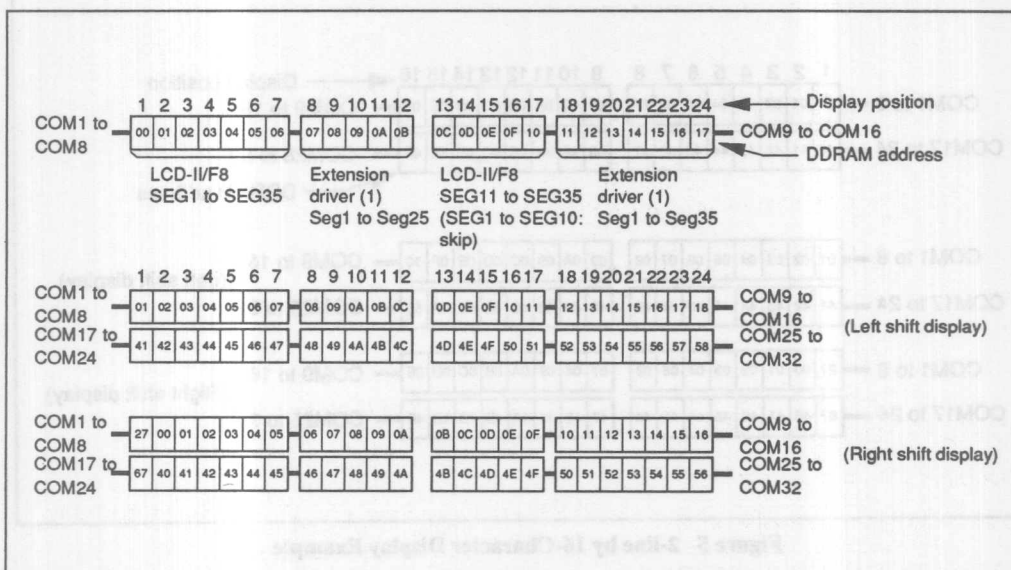 1 2 3 4 5 6 7 8 9 10 11 12 13 14 15 16 17 18 19 20 21 22 23 24 Display position
COM1 to
COM8
00 01 02 03 04 05 06 07 08 09 0A 0B 0C 0D 0E 0F 10 11 12 13 14 15 16 17 COM9 to COM16
DDRAM address
LCD-II/F8 Extension LCD-II/F8 Extension
SEG1 to SEG35 driver (1) SEG11 to SEG35 driver (1)
Seg1 to Seg25 (SEG1 to SEG10: Seg1 to Seg35
skip)
1 2 3 4 5 6 7 8 9 10 11 12 13 14 15 16 17 18 19 20 21 22 23 24
COM1 to
COM8
01 02 03 04 05 06 07 08 09 0A 0B 0C 0D 0E 0F 10 11 12 13 14 15 16 17 18
COM9 to
COM16
(Left shift display)
COM17 to
COM24
41 42 43 44 45 46 47 48 49 4A 4B 4C 4D 4E 4F 50 51 52 53 54 55 56 57 58
COM25 to
COM32
COM1 to
COM8
27 00 01 02 03 04 05 06 07 08 09 0A 0B 0C 0D 0E 0F 10 11 12 13 14 15 16
COM9 to
COM16
(Right shift display)
COM17 to
COM24
67 40 41 42 43 44 45 46 47 48 49 4A 4B 4C 4D 4E 4F 50 51 52 53 54 55 56
COM25 to
COM32